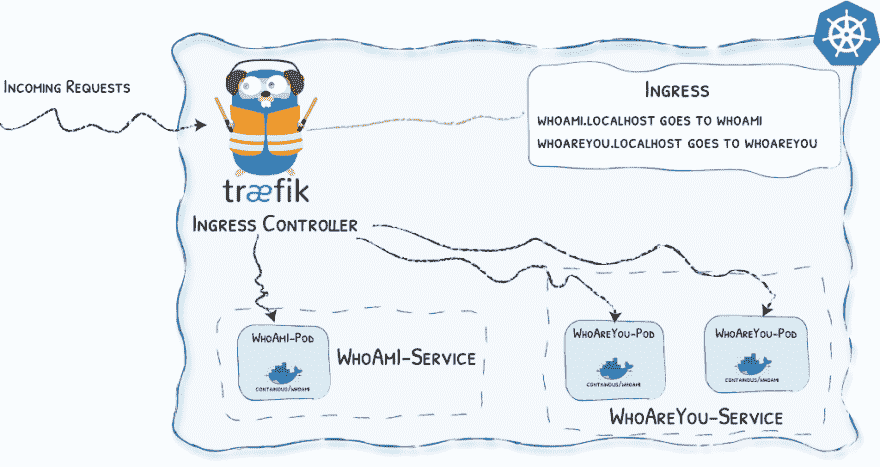 Incoming Requests
træfik
Ingress Controller
Ingress
whoami.localhost goes to whoami
whoareyou.localhost goes to whoareyou
WhoAmI-Pod
containous/whoami
WhoAmI-Service
WhoAreYou-Pod
containous/whoami
WhoAreYou-Pod
containous/whoami
WhoAreYou-Service